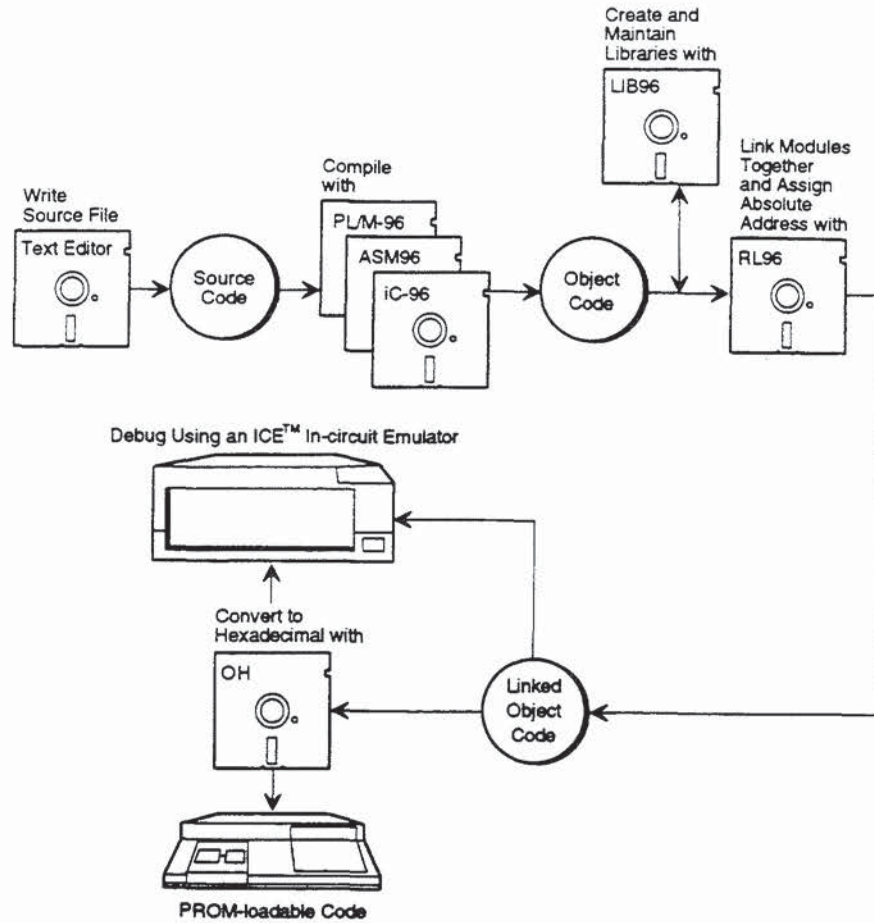 Create and
Maintain
Libraries with
LIB96
Link Modules
Together
and Assign
Absolute
Address with
RL96
Compile
with
PL/M-96
ASM96
iC-96
Write
Source File
Text Editor
Source
Code
Object
Code
Debug Using an ICE™ In-circuit Emulator
Convert to
Hexadecimal with
OH
Linked
Object
Code
PROM-loadable Code